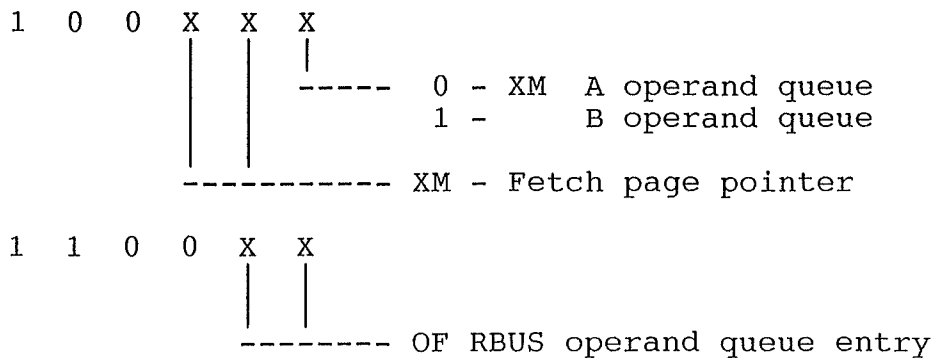 1 0 0 X X X
----- 0 - XM A operand queue
1 - B operand queue
----------- XM - Fetch page pointer
1 1 0 0 X X
-------- OF RBUS operand queue entry